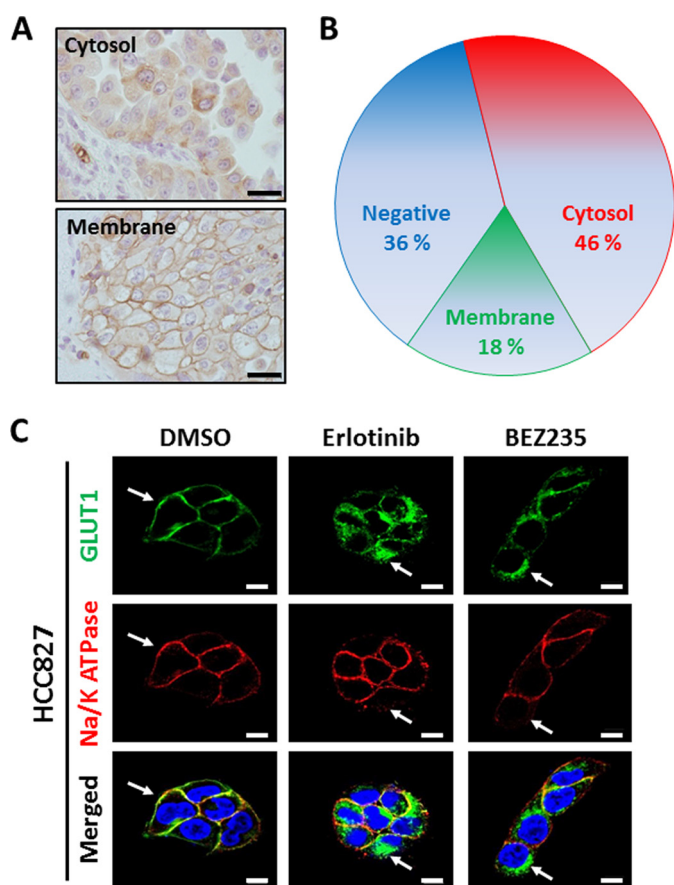 A
Cytosol
Membrane
B
Negative
36 %
Cytosol
46 %
Membrane
18 %
C
DMSO
Erlotinib
BEZ235
HCC827
GLUT1
Na/K ATPase
Merged